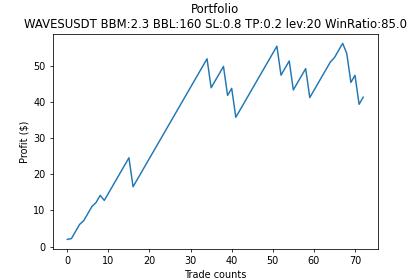 Portfolio
WAVESUSDT BBM:2.3 BBL:160 SL:0.8 TP:0.2 lev:20 WinRatio:85.0
Profit ($)
50
40
30
20
10
0
0 10 20 30 40 50 60 70
Trade counts